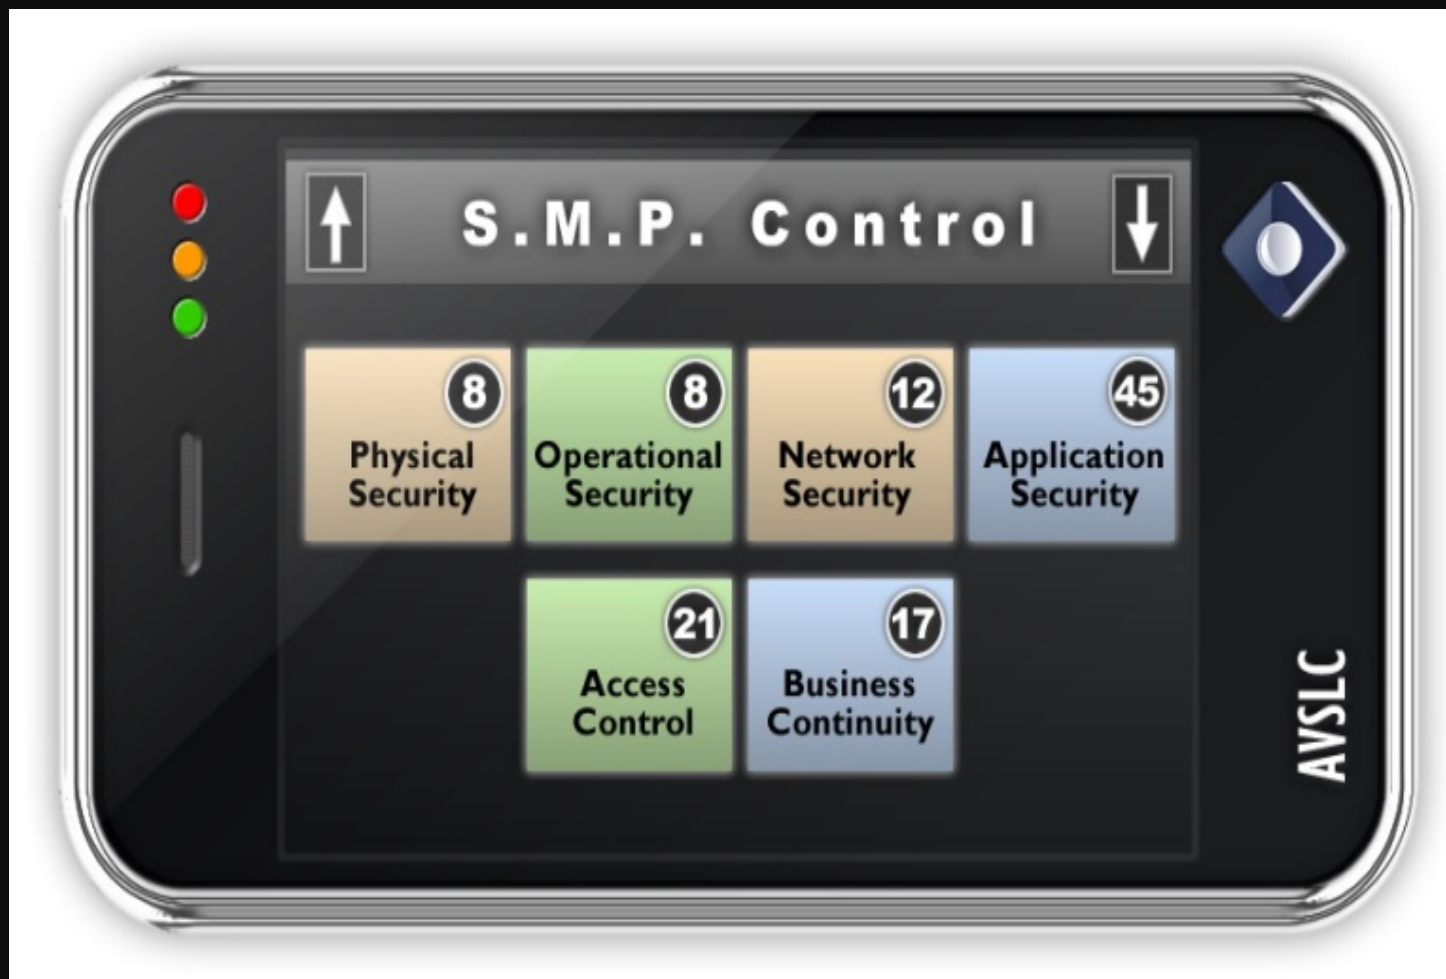 S.M.P. Control
8
Physical
Security
8
Operational
Security
12
Network
Security
45
Application
Security
21
Access
Control
17
Business
Continuity
AVSLC